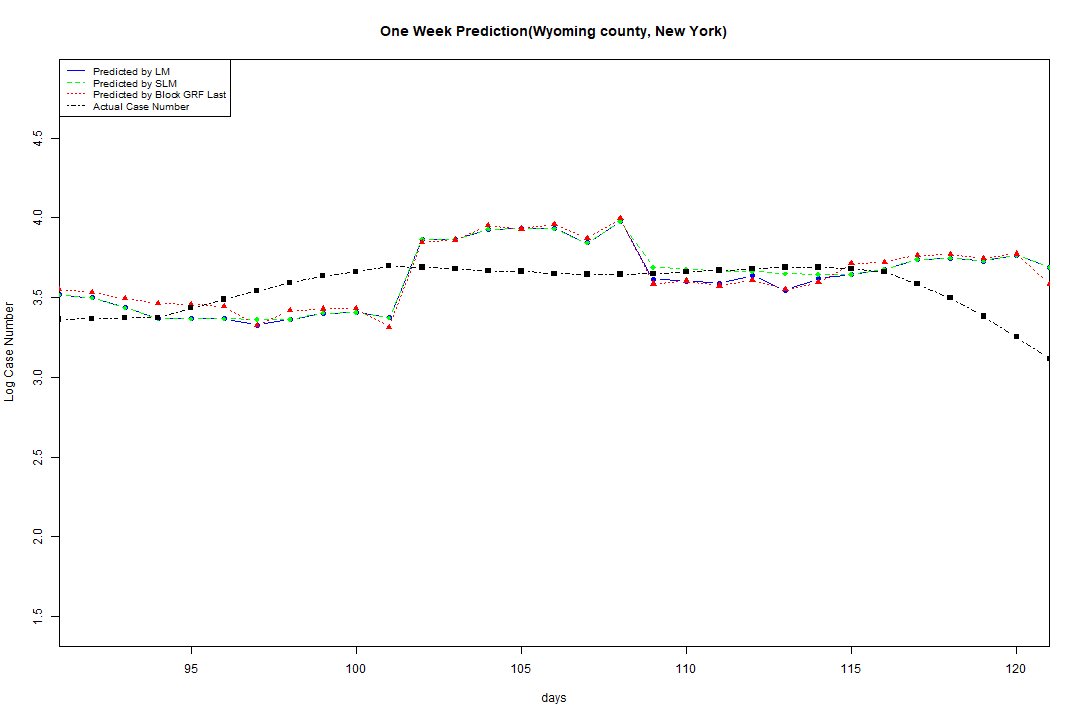 One Week Prediction(Wyoming county, New York)
Predicted by LM
Predicted by SLM
Predicted by Block GRF Last
Actual Case Number
4.5
4.0
3.5
3.0
2.5
2.0
1.5
Log Case Number
95 100 105 110 115 120
days